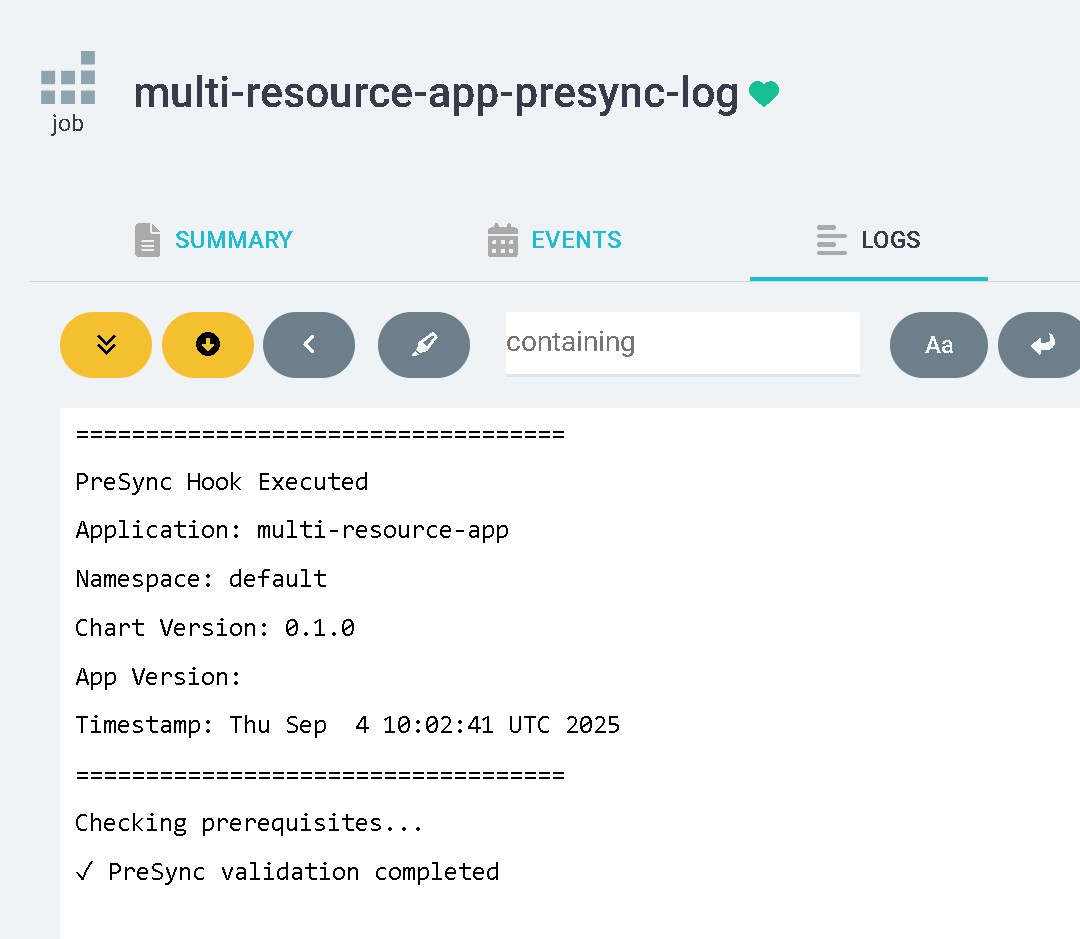 job
multi-resource-app-presync-log
SUMMARY
EVENTS
LOGS
containing
Aa
===================================
PreSync Hook Executed
Application: multi-resource-app
Namespace: default
Chart Version: 0.1.0
App Version:
Timestamp: Thu Sep  4 10:02:41 UTC 2025
===================================
Checking prerequisites...
✓ PreSync validation completed